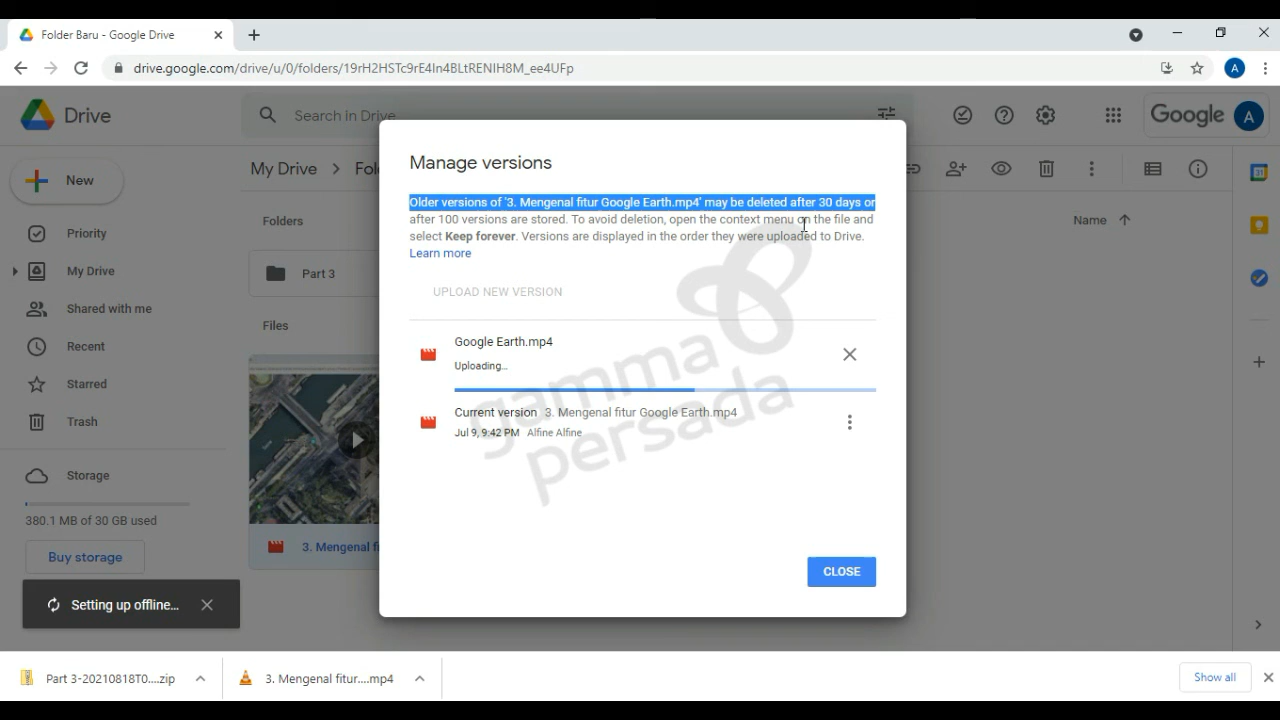 Folder Baru - Google Drive
drive.google.com/drive/u/0/folders/19rH2HSTc9rE4In4BLtRENIH8M_ee4UFp
A
Drive
Search in Drive
Google
A
New
My Drive
Fol
Manage versions
Older versions of '3. Mengenal fitur Google Earth.mp4' may be deleted after 30 days or
after 100 versions are stored. To avoid deletion, open the context menu on the file and
select Keep forever. Versions are displayed in the order they were uploaded to Drive.
Learn more
UPLOAD NEW VERSION
Google Earth.mp4
Uploading...
Current version 3. Mengenal fitur Google Earth.mp4
Jul 9, 9:42 PM Alfine Alfine
CLOSE
gamma
persada
Folders
Name
Part 3
Files
3. Mengenal fi
Priority
My Drive
Shared with me
Recent
Starred
Trash
Storage
380.1 MB of 30 GB used
Buy storage
Setting up offline...
Part 3-20210818T0....zip
3. Mengenal fitur....mp4
Show all